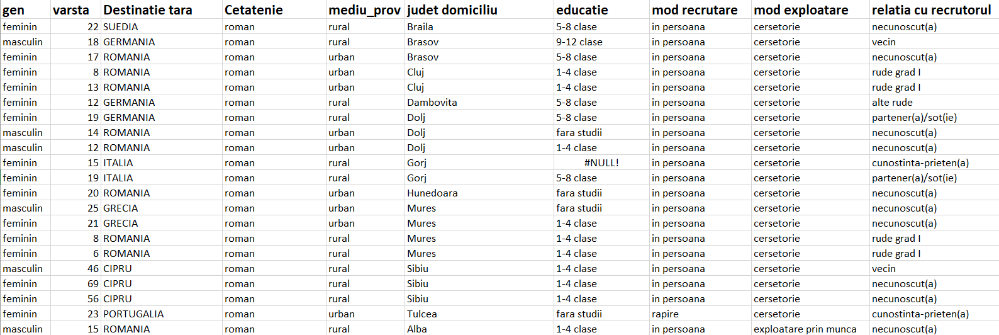 gen varsta Destinatie tara Cetatenie mediu_prov judet domiciliu educatie mod recrutare mod exploatare relatia cu recrutorul
feminin 22 SUEDIA roman rural Braila 5-8 clase in persoana cersetorie necunoscut(a)
masculin 18 GERMANIA roman rural Brasov 9-12 clase in persoana cersetorie vecin
feminin 17 ROMANIA roman urban Brasov 5-8 clase in persoana cersetorie necunoscut(a)
feminin 8 ROMANIA roman urban Cluj 1-4 clase in persoana cersetorie rude grad I
feminin 13 ROMANIA roman urban Cluj 1-4 clase in persoana cersetorie rude grad I
feminin 12 GERMANIA roman rural Dambovita 5-8 clase in persoana cersetorie alte rude
feminin 19 GERMANIA roman rural Dolj 5-8 clase in persoana cersetorie partener(a)/sot(ie)
masculin 14 ROMANIA roman urban Dolj fara studii in persoana cersetorie necunoscut(a)
masculin 12 ROMANIA roman urban Dolj 1-4 clase in persoana cersetorie necunoscut(a)
feminin 15 ITALIA roman rural Gorj #NULL! in persoana cersetorie cunostinta-prieten(a)
feminin 19 ITALIA roman rural Gorj 5-8 clase in persoana cersetorie partener(a)/sot(ie)
feminin 20 ROMANIA roman urban Hunedoara fara studii in persoana cersetorie necunoscut(a)
masculin 25 GRECIA roman urban Mures fara studii in persoana cersetorie necunoscut(a)
feminin 21 GRECIA roman urban Mures 1-4 clase in persoana cersetorie necunoscut(a)
feminin 8 ROMANIA roman rural Mures 1-4 clase in persoana cersetorie rude grad I
feminin 6 ROMANIA roman rural Mures 1-4 clase in persoana cersetorie rude grad I
masculin 46 CIPRU roman rural Sibiu 1-4 clase in persoana cersetorie vecin
feminin 69 CIPRU roman rural Sibiu 1-4 clase in persoana cersetorie necunoscut(a)
feminin 56 CIPRU roman rural Sibiu 1-4 clase in persoana cersetorie necunoscut(a)
feminin 23 PORTUGALIA roman urban Tulcea fara studii rapire cersetorie cunostinta-prieten(a)
masculin 15 ROMANIA roman rural Alba 1-4 clase in persoana exploatare prin munca necunoscut(a)